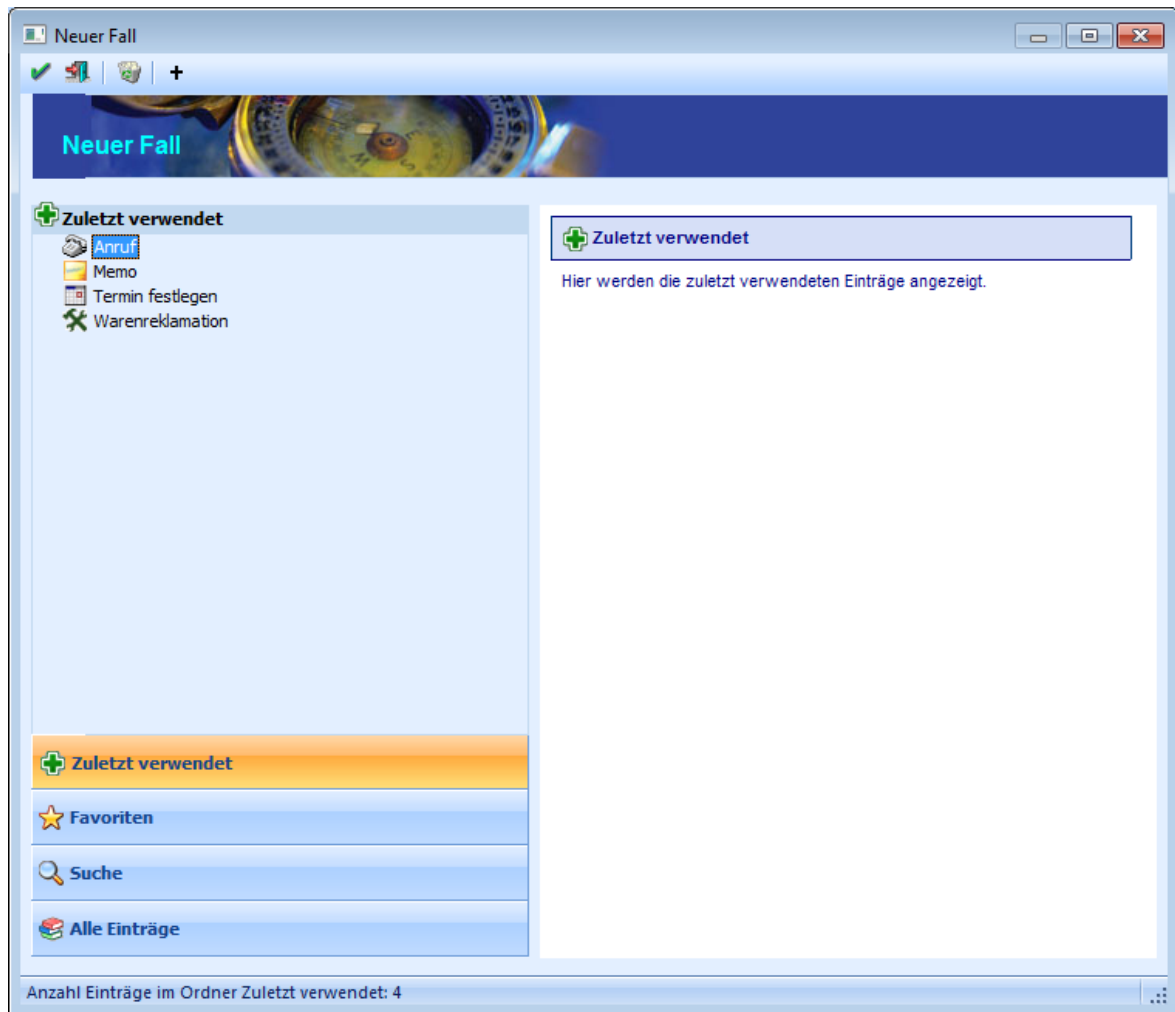 Neuer Fall
+
Neuer Fall
Zuletzt verwendet
Anruf
Memo
Termin festlegen
Warenreklamation
Zuletzt verwendet
Hier werden die zuletzt verwendeten Einträge angezeigt.
Zuletzt verwendet
Favoriten
Suche
Alle Einträge
Anzahl Einträge im Ordner Zuletzt verwendet: 4